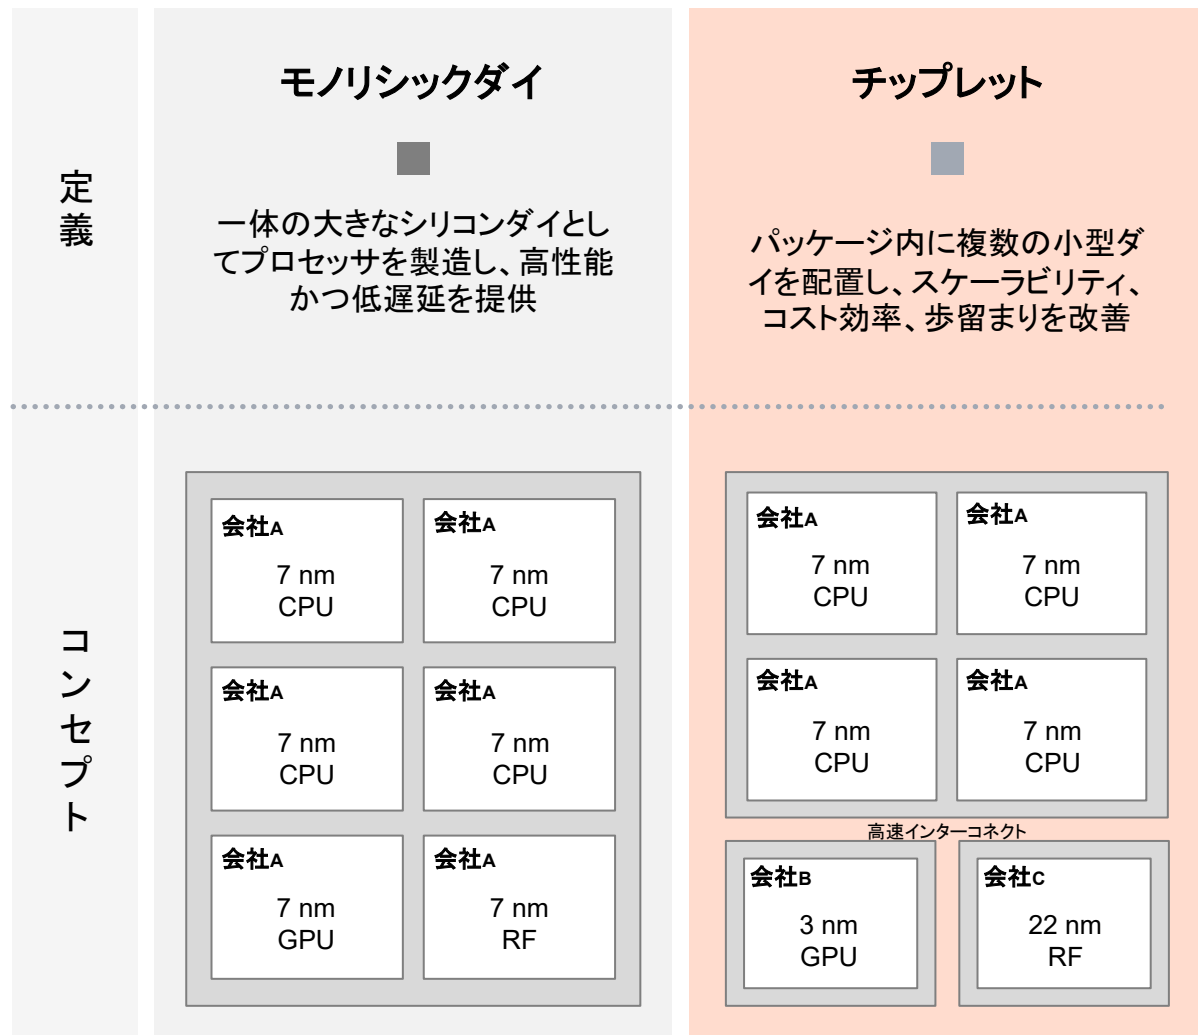 モノリシックダイ
チップレット
定義
一体の大きなシリコンダイとし
てプロセッサを製造し、高性能
かつ低遅延を提供
パッケージ内に複数の小型ダ
イを配置し、スケーラビリティ、
コスト効率、歩留まりを改善
コンセプト
会社A
7 nm
CPU
会社A
7 nm
CPU
会社A
7 nm
CPU
会社A
7 nm
CPU
会社A
7 nm
GPU
会社A
7 nm
RF
会社A
7 nm
CPU
会社A
7 nm
CPU
会社A
7 nm
CPU
会社A
7 nm
CPU
高速インターコネクト
会社B
3 nm
GPU
会社C
22 nm
RF